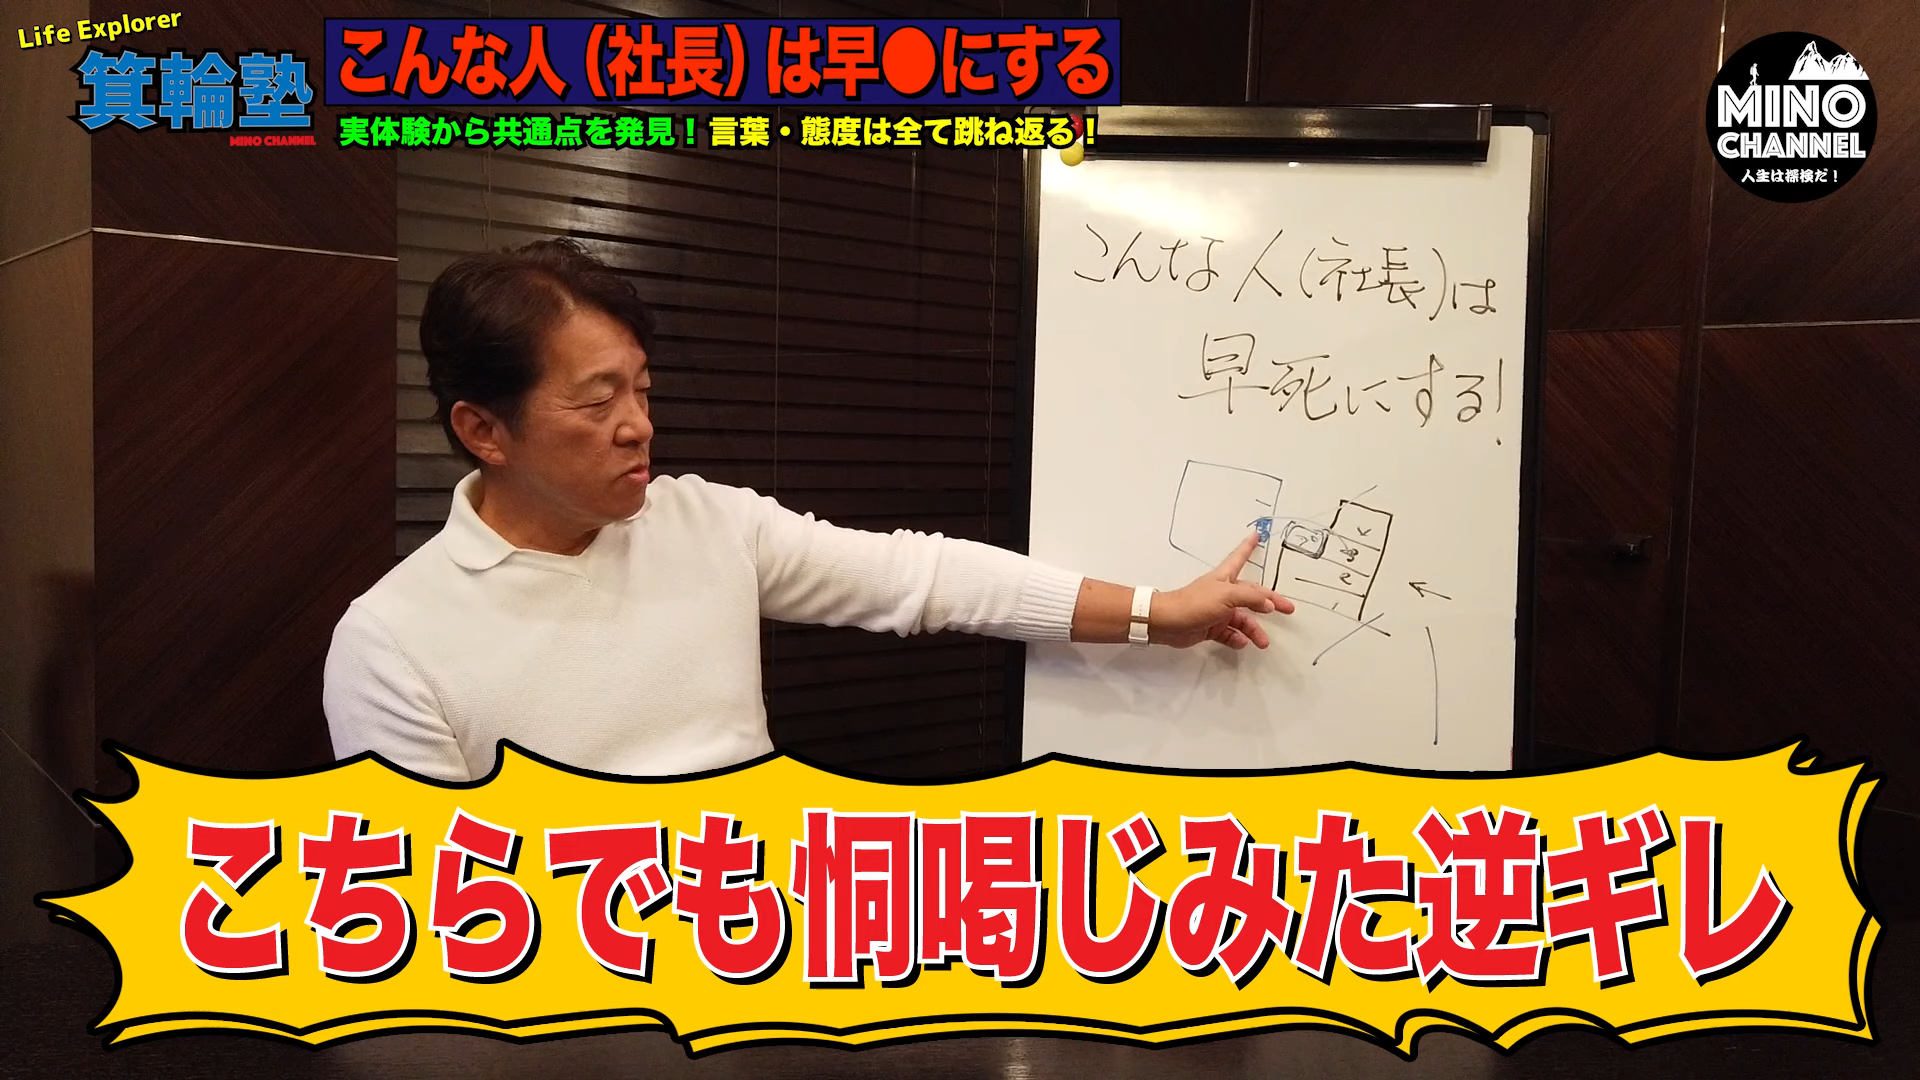 Life Explorer
箕輪塾
MINO CHANNEL
こんな人（社長）は早●にする
実体験から共通点を発見！言葉・態度は全て跳ね返る！
MINO
CHANNEL
人生は探検だ！
こんな人(社長)は
早死にする!
3
2
1
こちらでも恫喝じみた逆ギレ